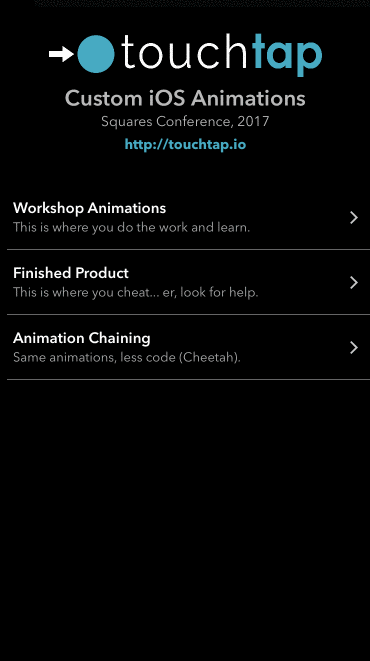 touchtap
Custom iOS Animations
Squares Conference, 2017
http://touchtap.io
Workshop Animations
This is where you do the work and learn.
Finished Product
This is where you cheat... er, look for help.
Animation Chaining
Same animations, less code (Cheetah).